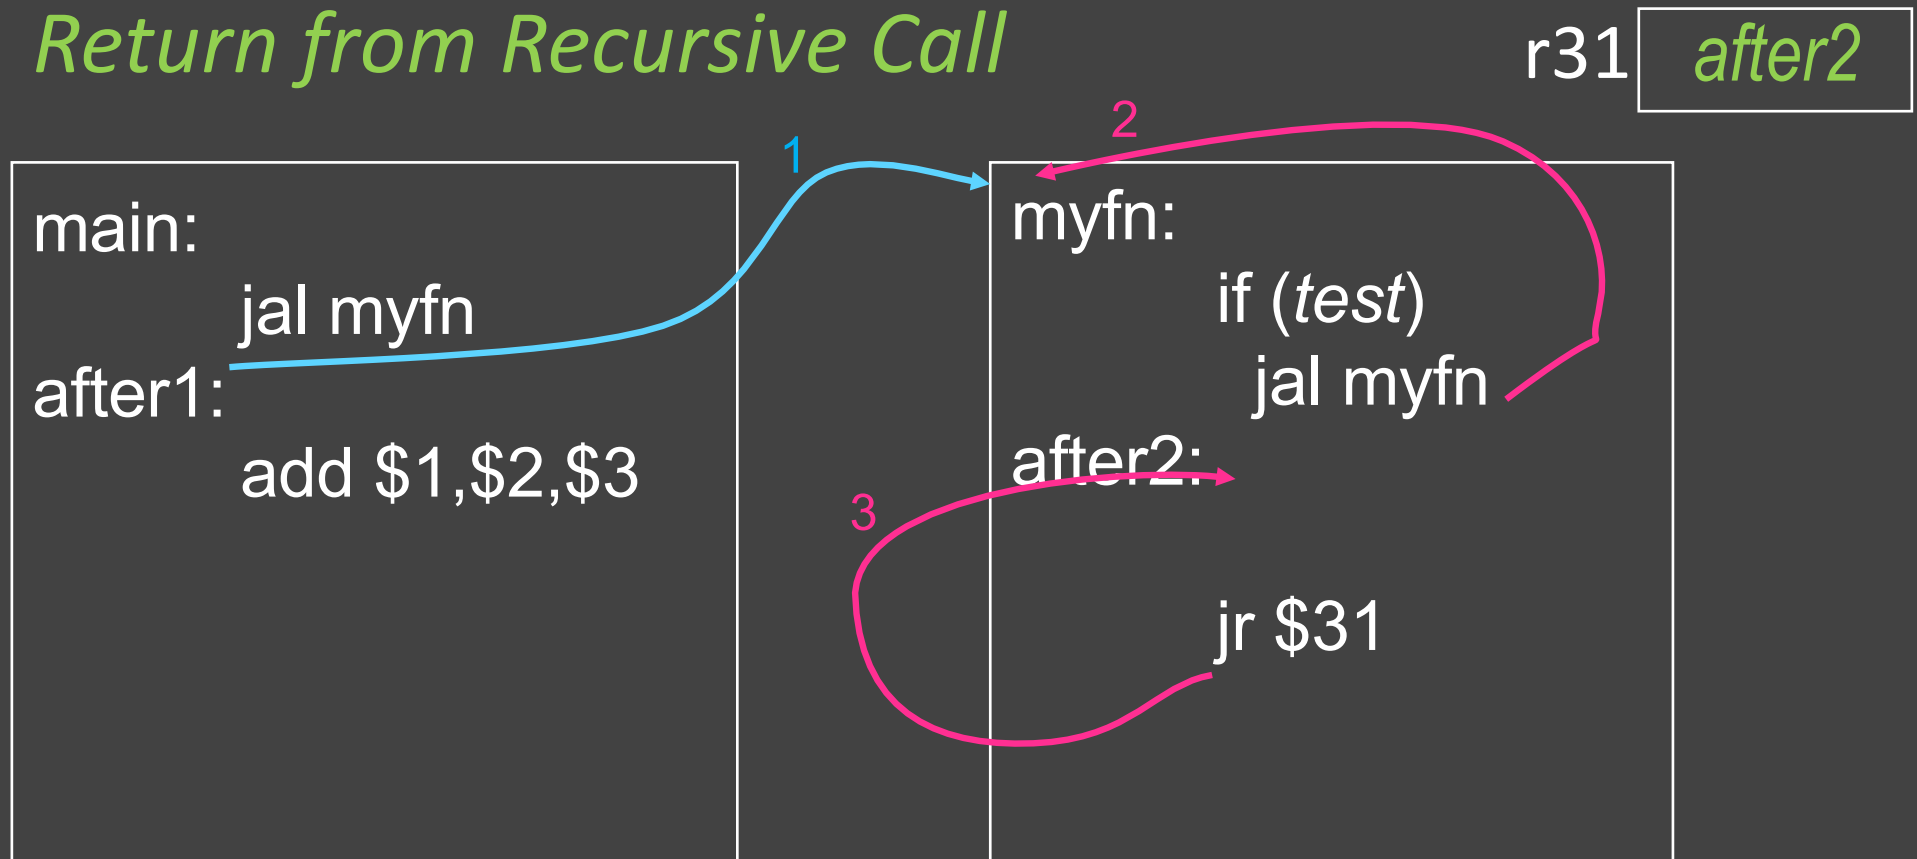 Return from Recursive Call
r31 after2
1
2
main:
jal myfn
after1:
add $1,$2,$3
myfn:
if (test)
jal myfn
after2:
3
jr $31